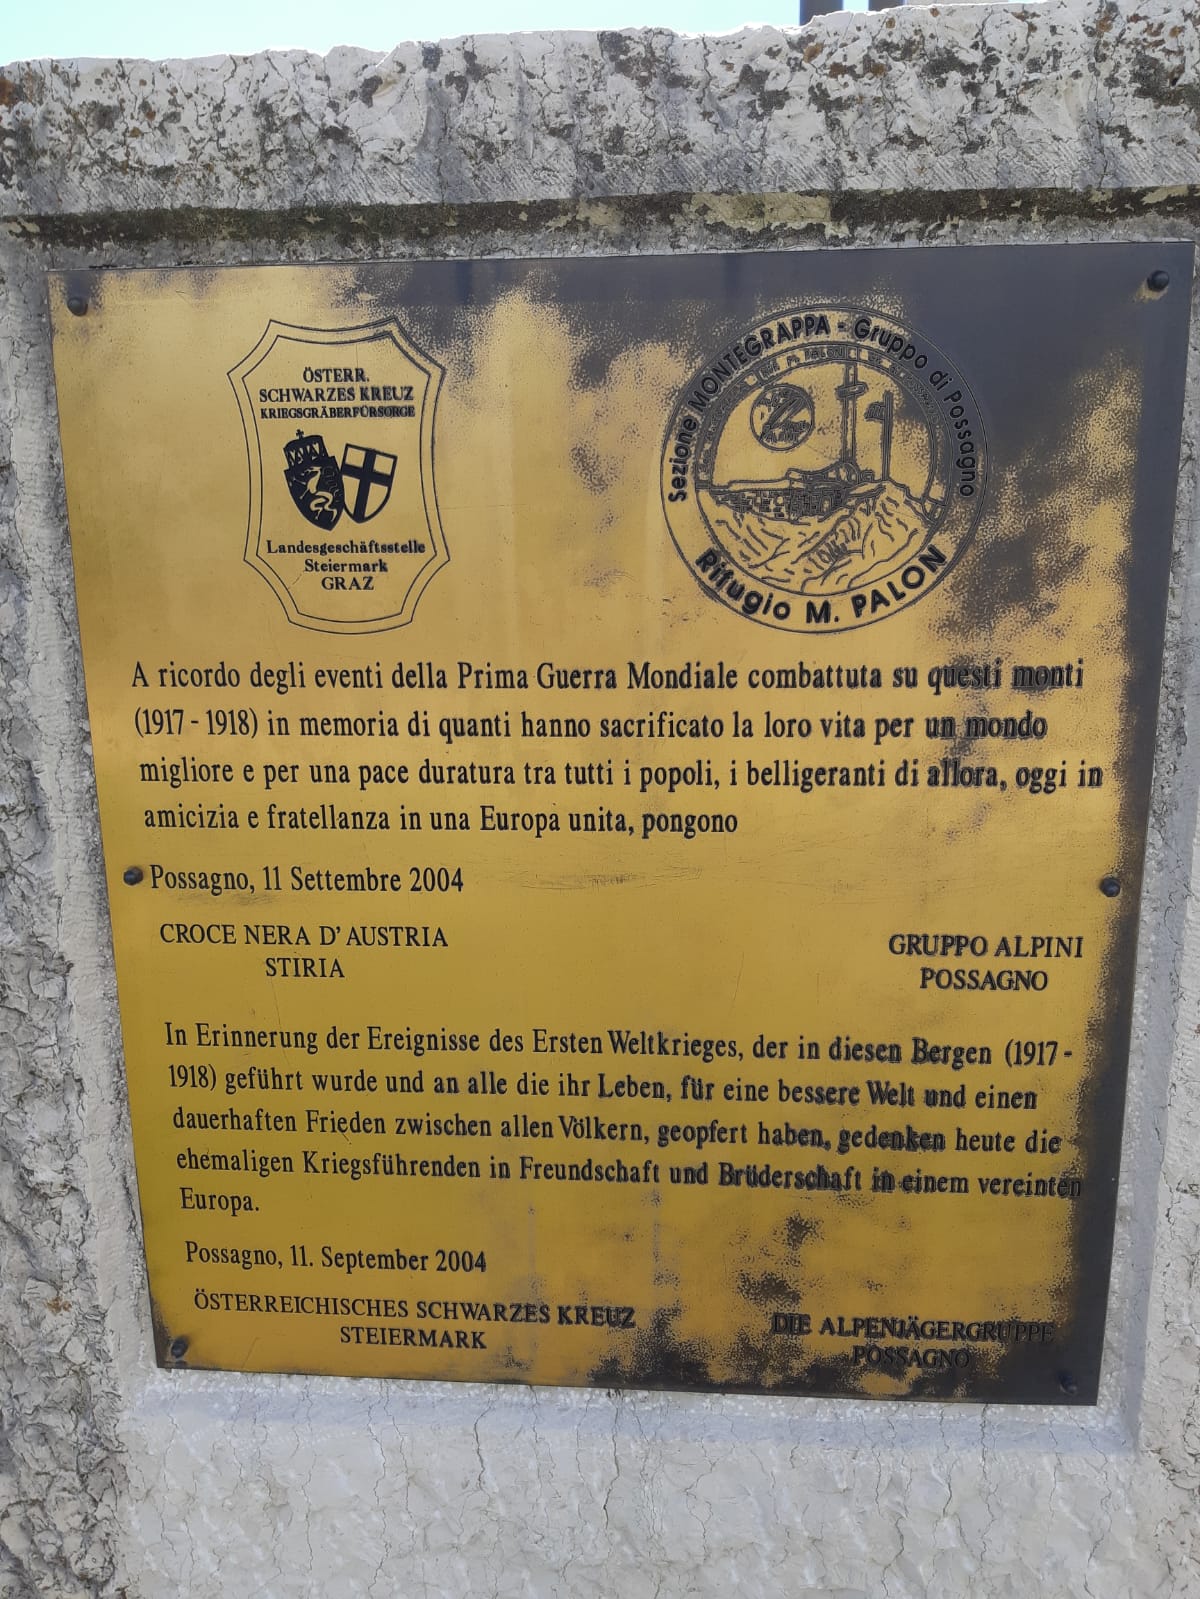 ÖSTERR.
SCHWARZES KREUZ
KRIEGSGRÄBERFÜRSORGE
Landesgeschäftsstelle
Steiermark
GRAZ
Sezione MONTEGRAPPA - Gruppo di Possagno
Rifugio M. PALON
A ricordo degli eventi della Prima Guerra Mondiale combattuta su questi monti
(1917 - 1918) in memoria di quanti hanno sacrificato la loro vita per un mondo
migliore e per una pace duratura tra tutti i popoli, i belligeranti di allora, oggi in
amicizia e fratellanza in una Europa unita, pongono
Possagno, 11 Settembre 2004
CROCE NERA D' AUSTRIA
STIRIA
GRUPPO ALPINI
POSSAGNO
In Erinnerung der Ereignisse des Ersten Weltkrieges, der in diesen Bergen (1917 -
1918) geführt wurde und an alle die ihr Leben, für eine bessere Welt und einen
dauerhaften Frieden zwischen allen Völkern, geopfert haben, gedenken heute die
ehemaligen Kriegsführenden in Freundschaft und Brüderschaft in einem vereinten
Europa.
Possagno, 11. September 2004
ÖSTERREICHISCHES SCHWARZES KREUZ
STEIERMARK
DIE ALPENJÄGERGRUPPE
POSSAGNO